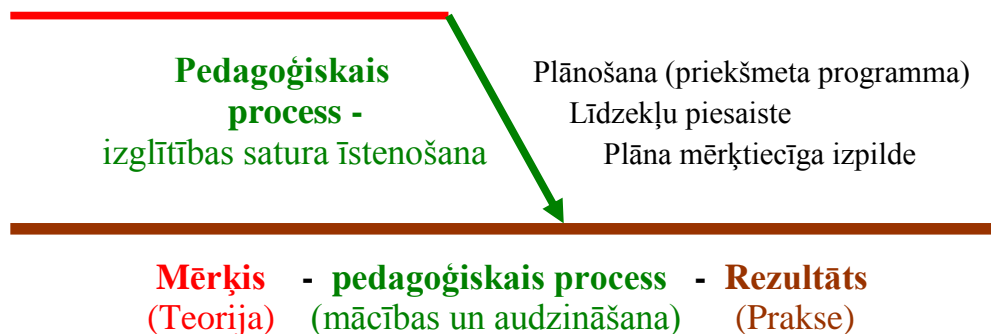 Pedagoģiskais
process -
izglītības satura īstenošana
Plānošana (priekšmeta programma)
Līdzekļu piesaiste
Plāna mērķtiecīga izpilde
Mērķis - pedagoģiskais process - Rezultāts
(Teorija) (mācības un audzināšana) (Prakse)